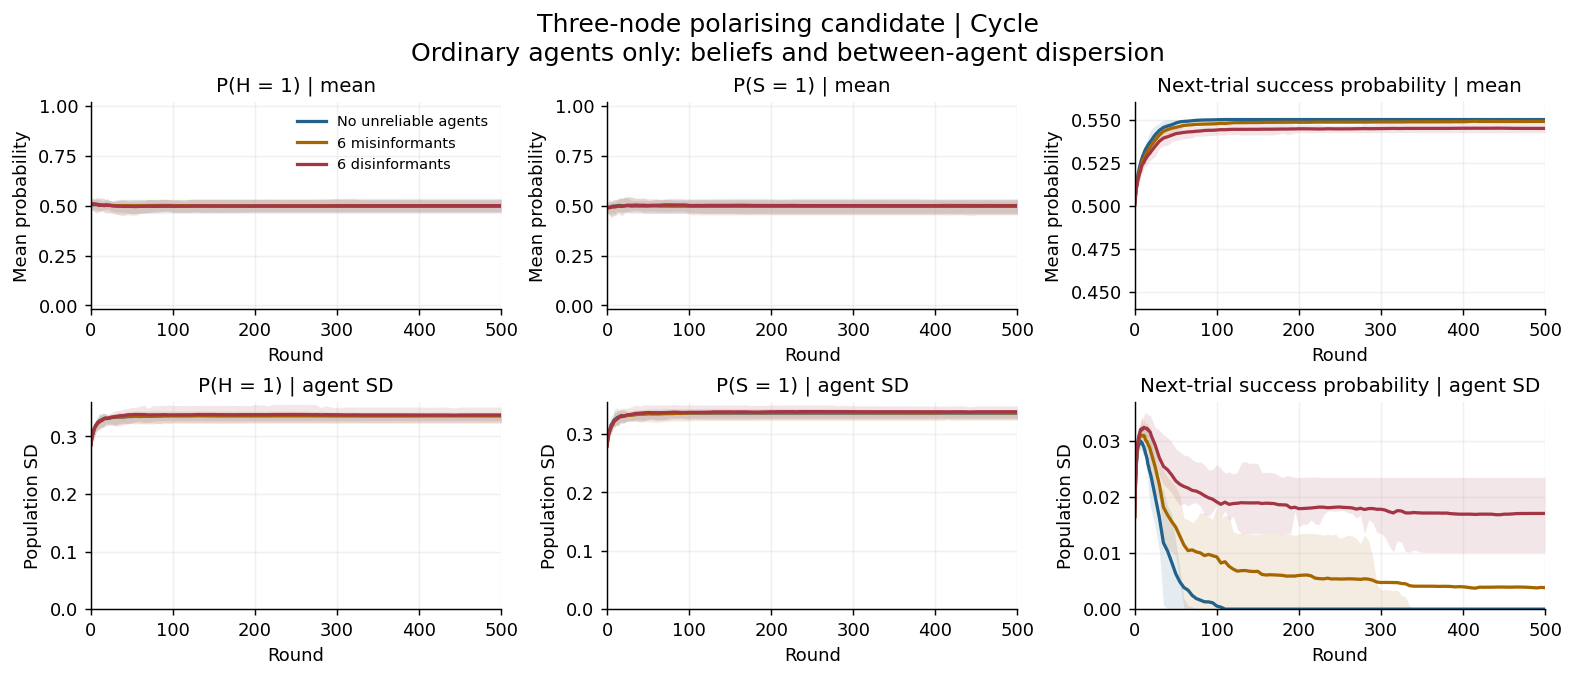 Three-node polarising candidate | Cycle
Ordinary agents only: beliefs and between-agent dispersion
P(H = 1) | mean
Mean probability
1.00
0.75
0.50
0.25
0.00
No unreliable agents
6 misinformants
6 disinformants
0 100 200 300 400 500
Round
P(S = 1) | mean
Mean probability
1.00
0.75
0.50
0.25
0.00
0 100 200 300 400 500
Round
Next-trial success probability | mean
Mean probability
0.550
0.525
0.500
0.475
0.450
0 100 200 300 400 500
Round
P(H = 1) | agent SD
Population SD
0.3
0.2
0.1
0.0
0 100 200 300 400 500
Round
P(S = 1) | agent SD
Population SD
0.3
0.2
0.1
0.0
0 100 200 300 400 500
Round
Next-trial success probability | agent SD
Population SD
0.03
0.02
0.01
0.00
0 100 200 300 400 500
Round